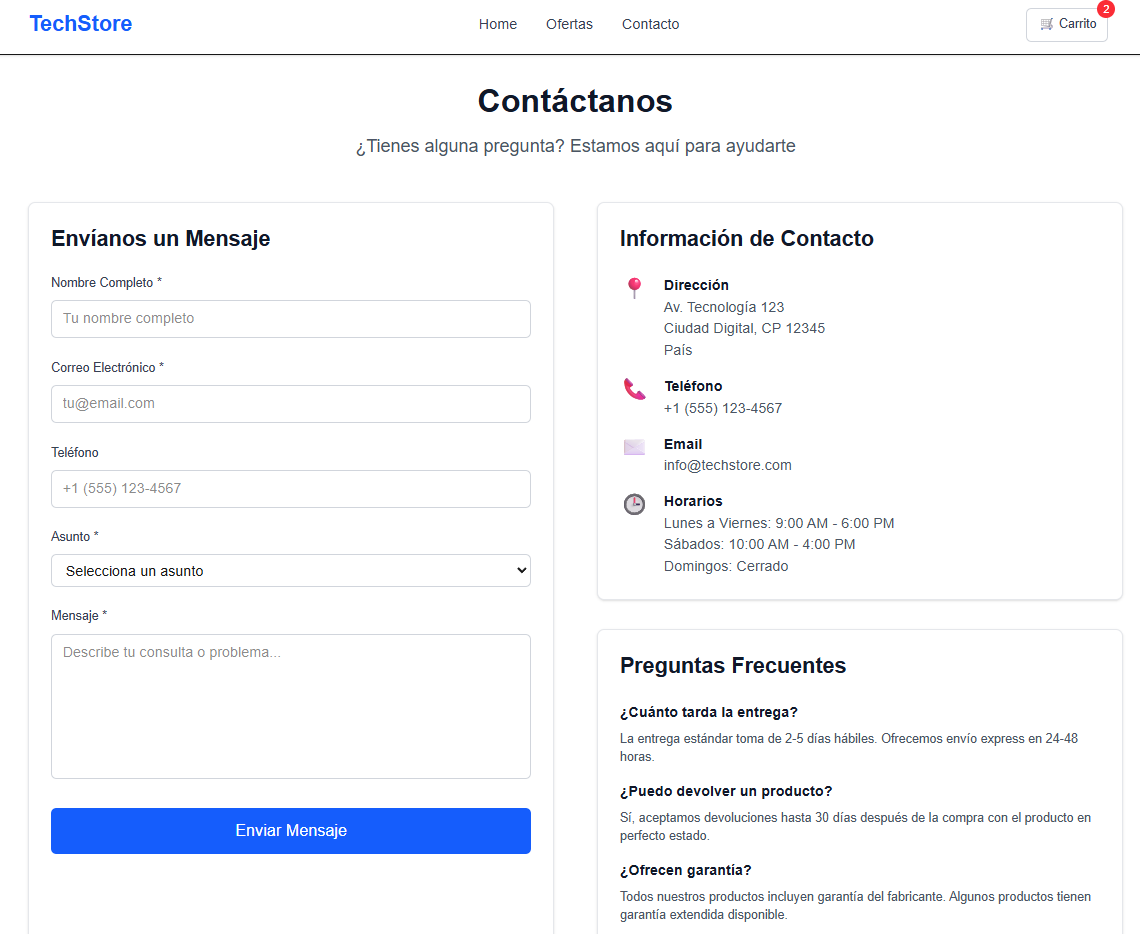 TechStore
Home
Ofertas
Contacto
Carrito
2
Contáctanos
¿Tienes alguna pregunta? Estamos aquí para ayudarte
Envíanos un Mensaje
Nombre Completo *
Tu nombre completo
Correo Electrónico *
tu@email.com
Teléfono
+1 (555) 123-4567
Asunto *
Selecciona un asunto
Mensaje *
Describe tu consulta o problema...
Enviar Mensaje
Información de Contacto
Dirección
Av. Tecnología 123
Ciudad Digital, CP 12345
País
Teléfono
+1 (555) 123-4567
Email
info@techstore.com
Horarios
Lunes a Viernes: 9:00 AM - 6:00 PM
Sábados: 10:00 AM - 4:00 PM
Domingos: Cerrado
Preguntas Frecuentes
¿Cuánto tarda la entrega?
La entrega estándar toma de 2-5 días hábiles. Ofrecemos envío express en 24-48
horas.
¿Puedo devolver un producto?
Sí, aceptamos devoluciones hasta 30 días después de la compra con el producto en
perfecto estado.
¿Ofrecen garantía?
Todos nuestros productos incluyen garantía del fabricante. Algunos productos tienen
garantía extendida disponible.